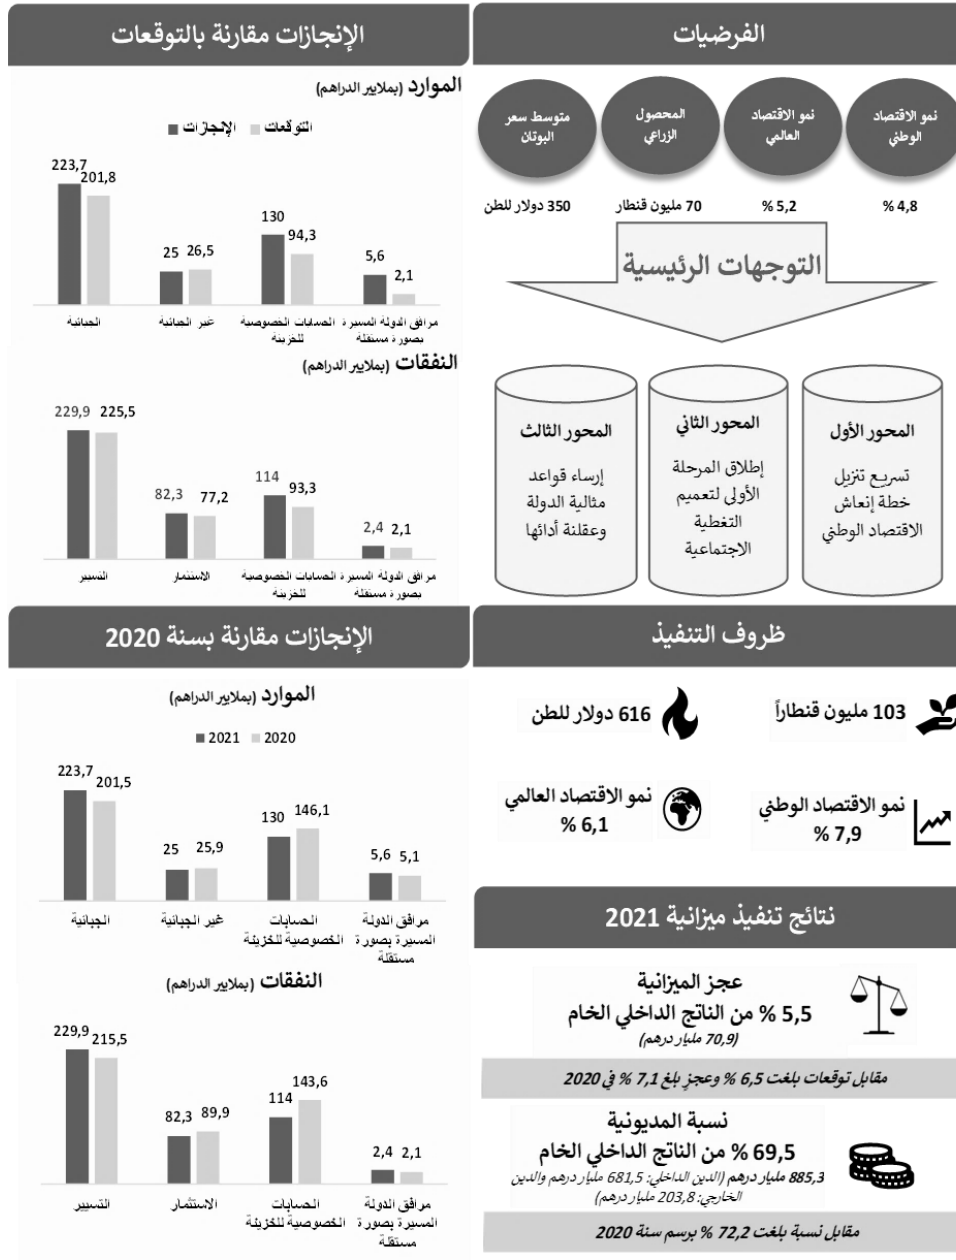 الفرضيات
نمو الاقتصاد
الوطني
نمو الاقتصاد
العالمي
المحصول
الزراعي
متوسط سعر
البوتان
4,8 %
5,2 %
70 مليون قنطار
350 دولار للطن
التوجهات الرئيسية
المحور الأول
تسريع تنزيل
خطة إنعاش
الاقتصاد الوطني
المحور الثاني
إطلاق المرحلة
الأولى لتعميم
التغطية
الاجتماعية
المحور الثالث
إرساء قواعد
مثالية الدولة
وعقلنة أدائها
الإنجازات مقارنة بالتوقعات
الموارد (بملايير الدراهم)
الإنجازات التوقعات
223,7 201,8
25 26,5
130 94,3
5,6 2,1
الجبائية
غير الجبائية
الحسابات الخصوصية
للخزينة
مرافق الدولة المسيرة
بصورة مستقلة
النفقات (بملايير الدراهم)
229,9 225,5
82,3 77,2
114 93,3
2,4 2,1
التسيير
الاستثمار
الحسابات الخصوصية
للخزينة
مرافق الدولة المسيرة
بصورة مستقلة
ظروف التنفيذ
103 مليون قنطاراً
616 دولار للطن
نمو الاقتصاد الوطني
7,9 %
نمو الاقتصاد العالمي
6,1 %
نتائج تنفيذ ميزانية 2021
عجز الميزانية
5,5 % من الناتج الداخلي الخام
(70,9 مليار درهم)
مقابل توقعات بلغت 6,5 % وعجزٍ بلغ 7,1 % في 2020
نسبة المديونية
69,5 % من الناتج الداخلي الخام
885,3 مليار درهم (الدين الداخلي: 681,5 مليار درهم والدين
الخارجي: 203,8 مليار درهم)
مقابل نسبة بلغت 72,2 % برسم سنة 2020
الإنجازات مقارنة بسنة 2020
الموارد (بملايير الدراهم)
2021 2020
223,7 201,5
25 25,9
130 146,1
5,6 5,1
الجبائية
غير الجبائية
الحسابات
الخصوصية للخزينة
مرافق الدولة
المسيرة بصورة
مستقلة
النفقات (بملايير الدراهم)
229,9 215,5
82,3 89,9
114 143,6
2,4 2,1
التسيير
الاستثمار
الحسابات
الخصوصية للخزينة
مرافق الدولة
المسيرة بصورة
مستقلة